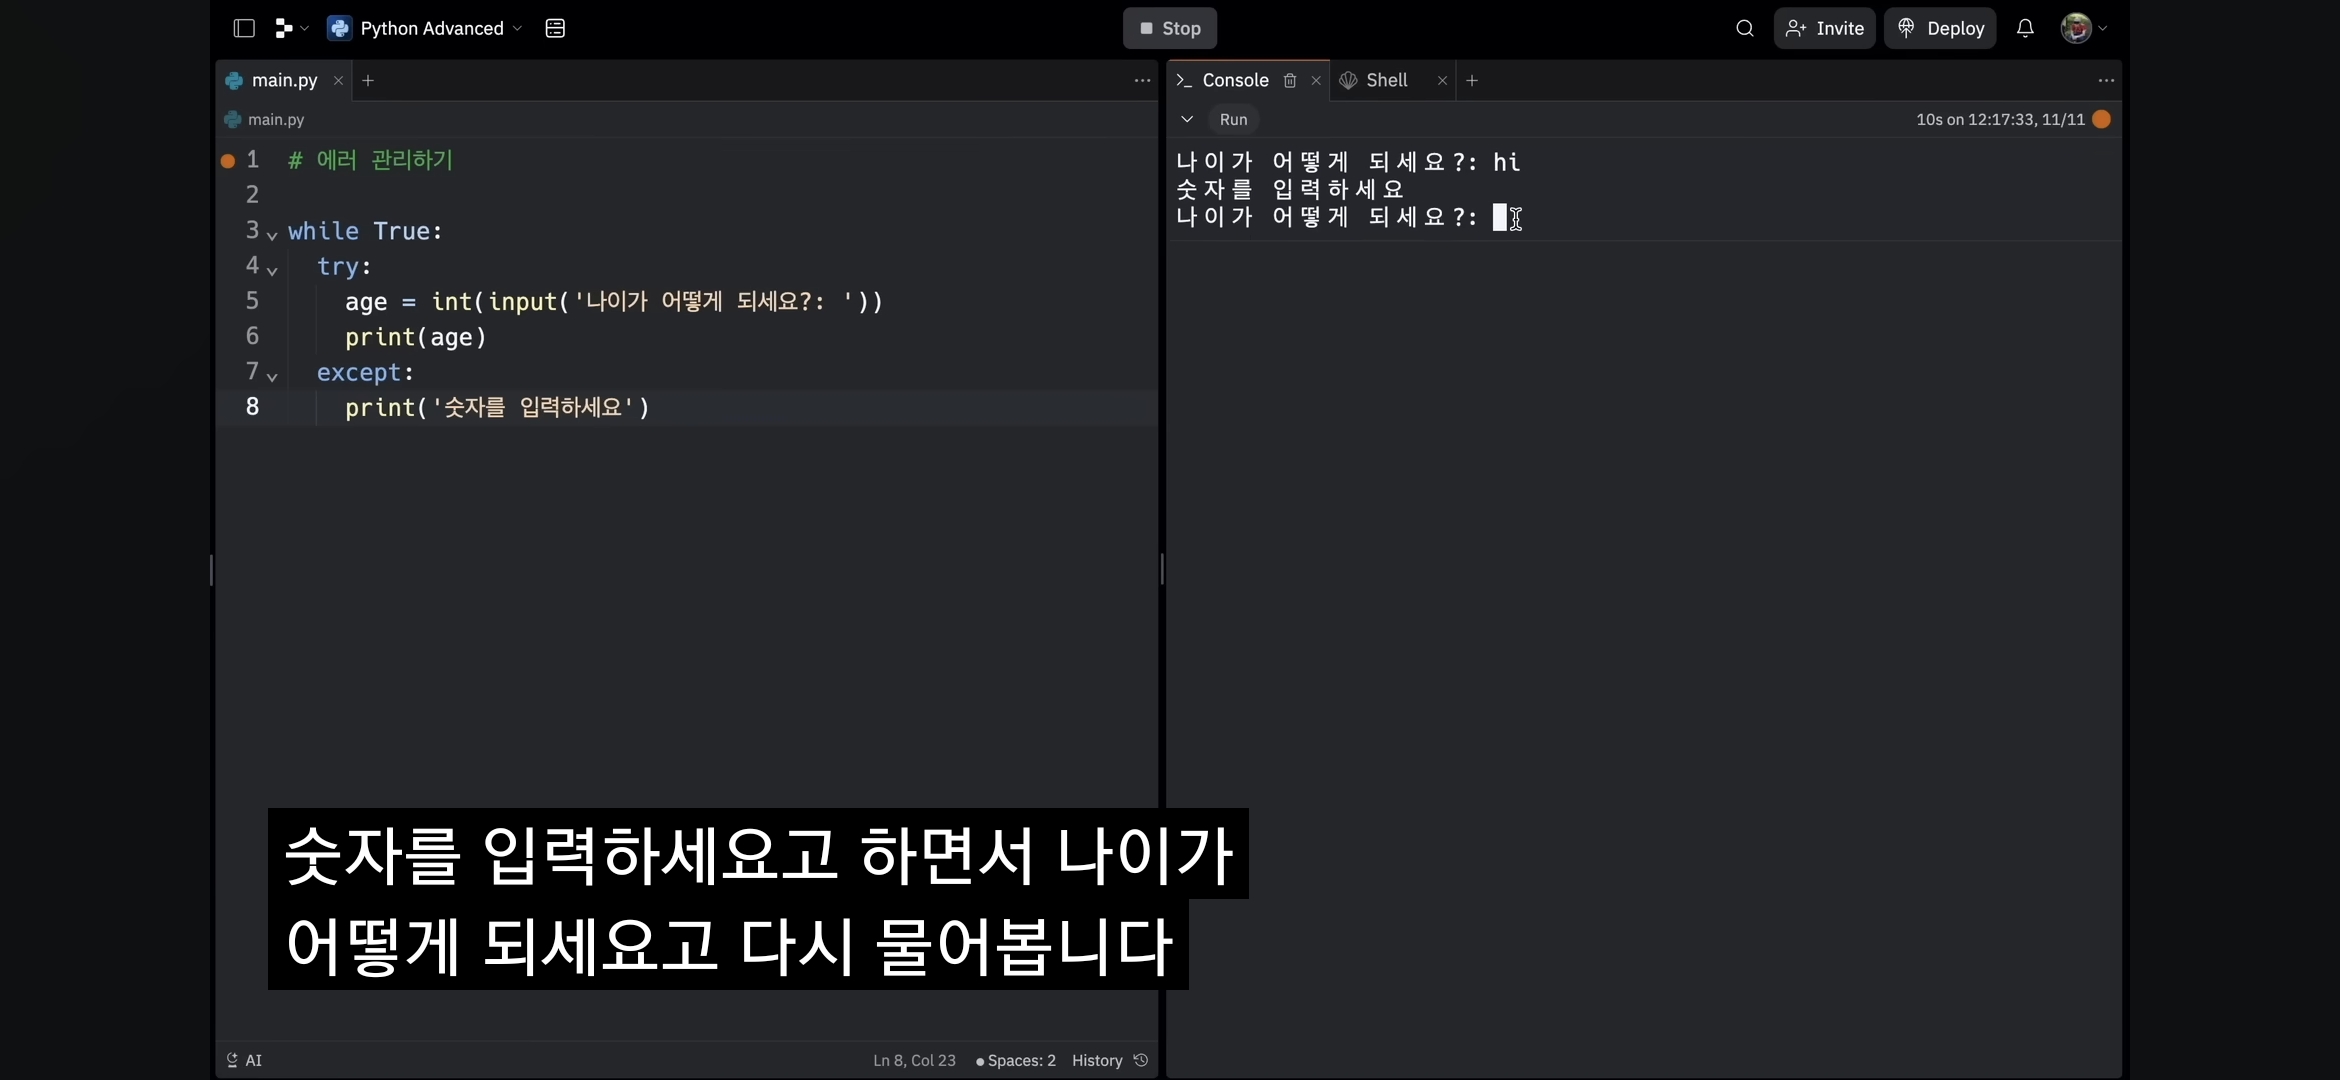 Python Advanced
Stop
Invite
Deploy
main.py
Console
Shell
main.py
Run
10s on 12:17:33, 11/11
1 # 에러 관리하기
2
3 while True:
4 try:
5 age = int(input('나이가 어떻게 되세요?: '))
6 print(age)
7 except:
8 print('숫자를 입력하세요')
나이가 어떻게 되세요?: hi
숫자를 입력하세요
나이가 어떻게 되세요?:
숫자를 입력하세요고 하면서 나이가
어떻게 되세요고 다시 물어봅니다
AI
Ln 8, Col 23
Spaces: 2
History